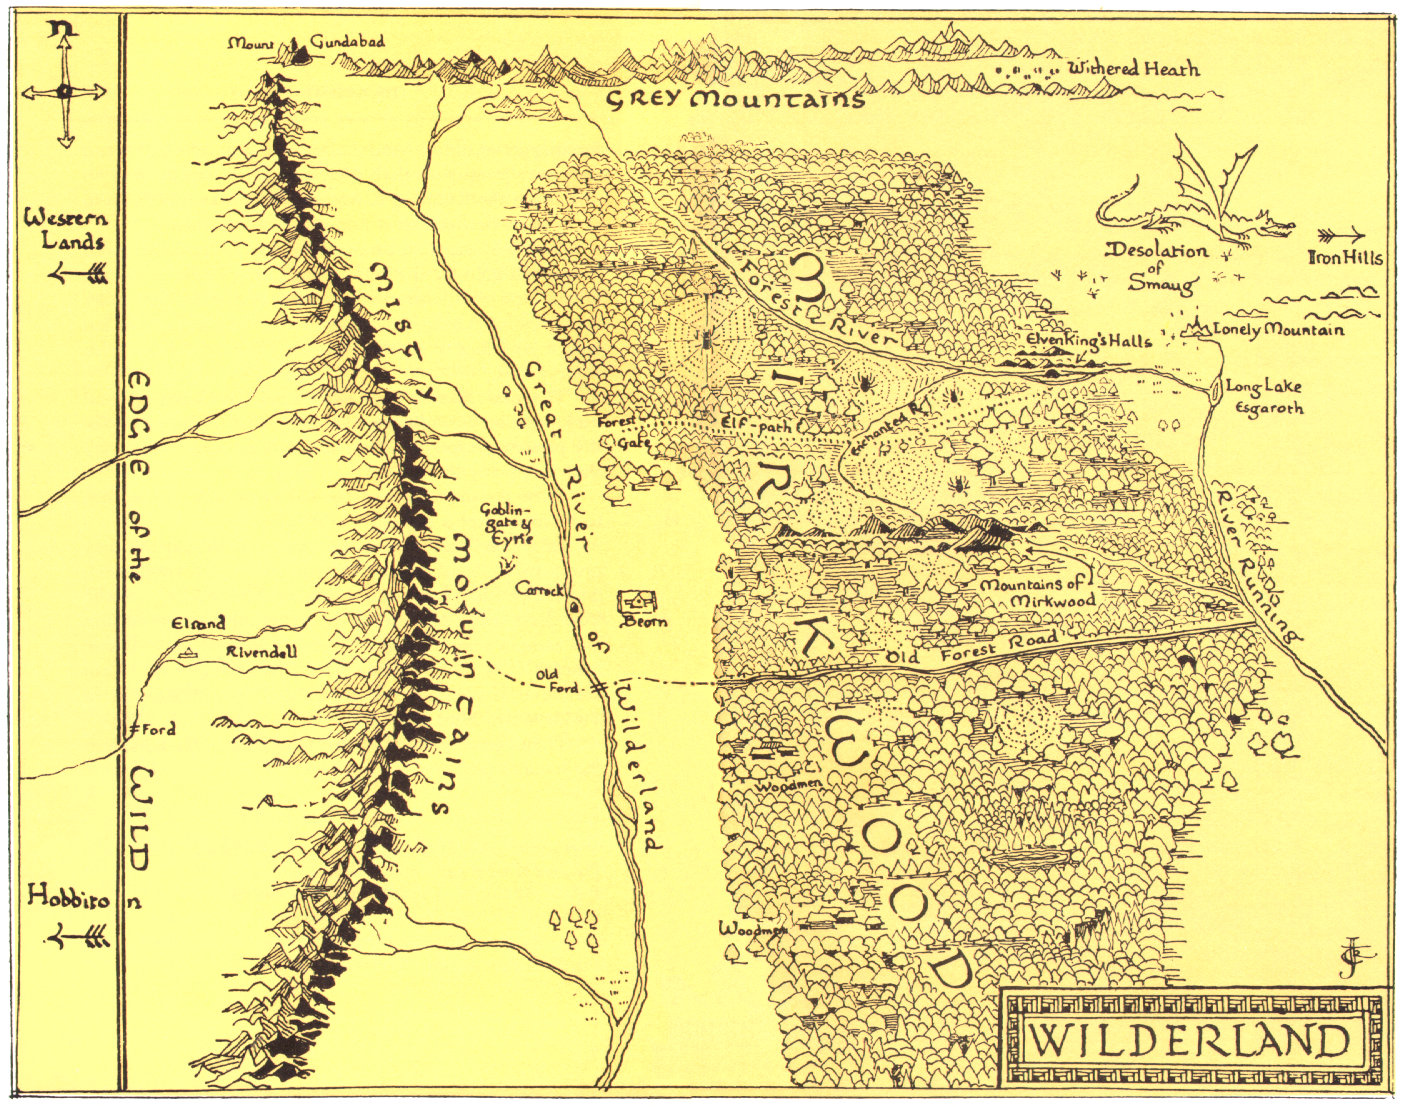 n
Mount Gundabad
Withered Heath
GREY MOUNTAINS
Western
Lands
Desolation
of
Smaug
Iron Hills
Lonely Mountain
ElvenKing's Halls
Long Lake
Esgaroth
Forest River
MISTY MOUNTAINS
Great River of Wilderland
Forest
Gate
Elf-path
Enchanted R.
EDGE of the WILD
Goblin-
gate &
Eyrie
Carrock
Beorn
Mountains of
Mirkwood
River Running
Elrond
Rivendell
Old
Ford
Old Forest Road
Ford
MIRKWOOD
Woodmen
Hobbiton
Woodmen
WILDERLAND